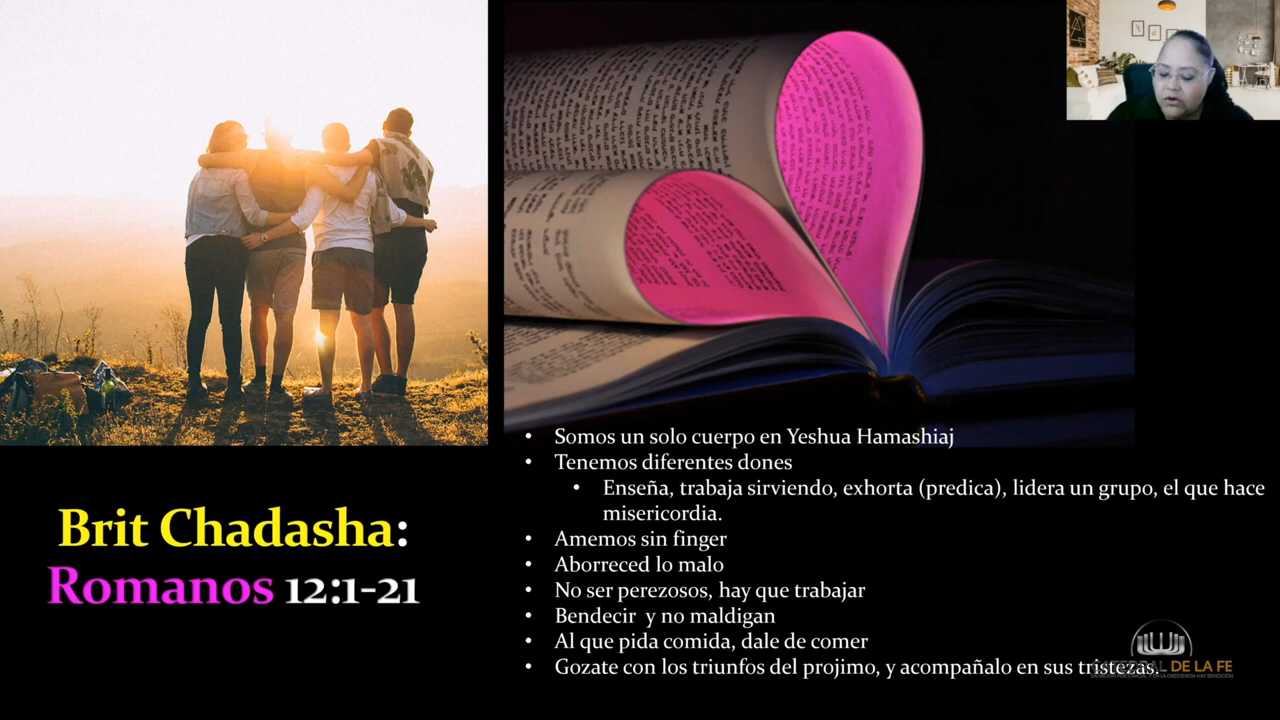 Somos un solo cuerpo en Yeshua Hamashiaj
Tenemos diferentes dones
Enseña, trabaja sirviendo, exhorta (predica), lidera un grupo, el que hace
misericordia.
Amemos sin finger
Aborreced lo malo
No ser perezosos, hay que trabajar
Bendecir y no maldigan
Al que pida comida, dale de comer
Gozate con los triunfos del projimo, y acompañalo en sus tristezas.
Brit Chadasha:
Romanos 12:1-21
CATEDRAL DE LA FE